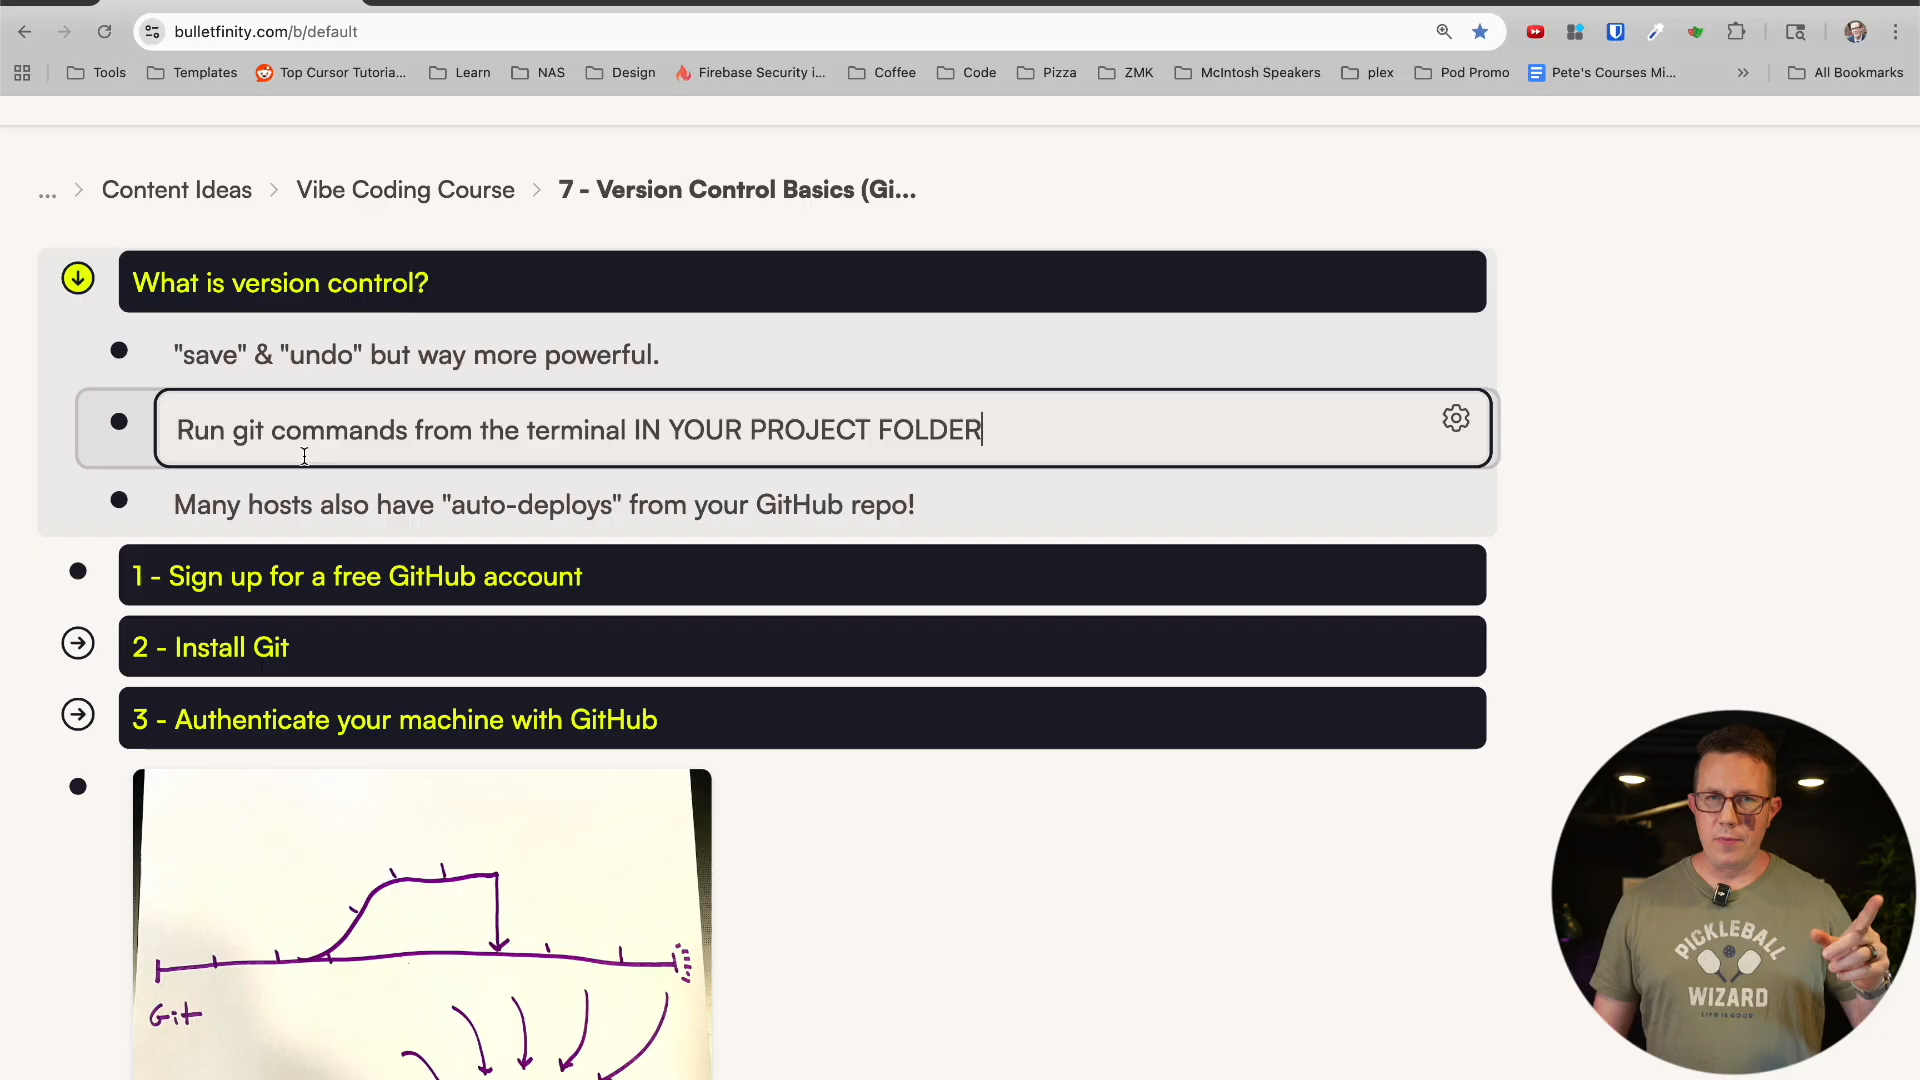 bulletfinity.com/b/default
Tools
Templates
Top Cursor Tutoria...
Learn
NAS
Design
Firebase Security i...
Coffee
Code
Pizza
ZMK
McIntosh Speakers
plex
Pod Promo
Pete's Courses Mi...
All Bookmarks
... > Content Ideas > Vibe Coding Course > 7 - Version Control Basics (Gi...
What is version control?
"save" & "undo" but way more powerful.
Run git commands from the terminal IN YOUR PROJECT FOLDER
Many hosts also have "auto-deploys" from your GitHub repo!
1 - Sign up for a free GitHub account
2 - Install Git
3 - Authenticate your machine with GitHub
Git
PICKLEBALL
WIZARD
LIFE IS GOOD